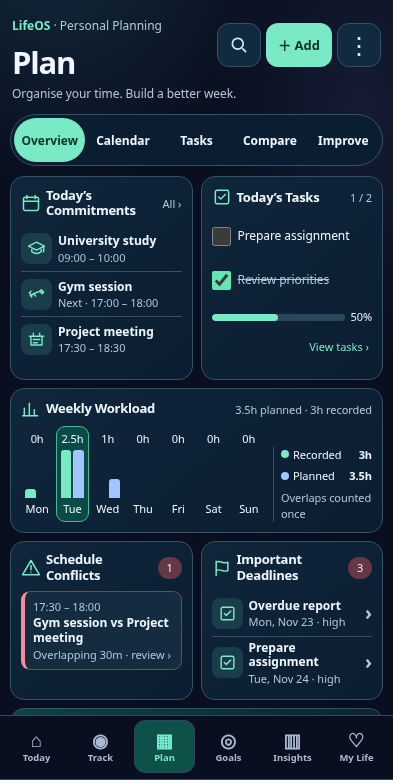 LifeOS · Personal Planning
Plan
+ Add
Organise your time. Build a better week.
Overview
Calendar
Tasks
Compare
Improve
Today's Commitments
All ›
University study
09:00 – 10:00
Gym session
Next · 17:00 – 18:00
Project meeting
17:30 – 18:30
Today's Tasks
1 / 2
Prepare assignment
Review priorities
50%
View tasks ›
Weekly Workload
3.5h planned · 3h recorded
0h 2.5h 1h 0h 0h 0h 0h
Mon Tue Wed Thu Fri Sat Sun
Recorded 3h
Planned 3.5h
Overlaps counted
once
Schedule
Conflicts
1
17:30 – 18:00
Gym session vs Project
meeting
Overlapping 30m · review ›
Important
Deadlines
3
Overdue report
Mon, Nov 23 · high
Prepare
assignment
Tue, Nov 24 · high
Today
Track
Plan
Goals
Insights
My Life